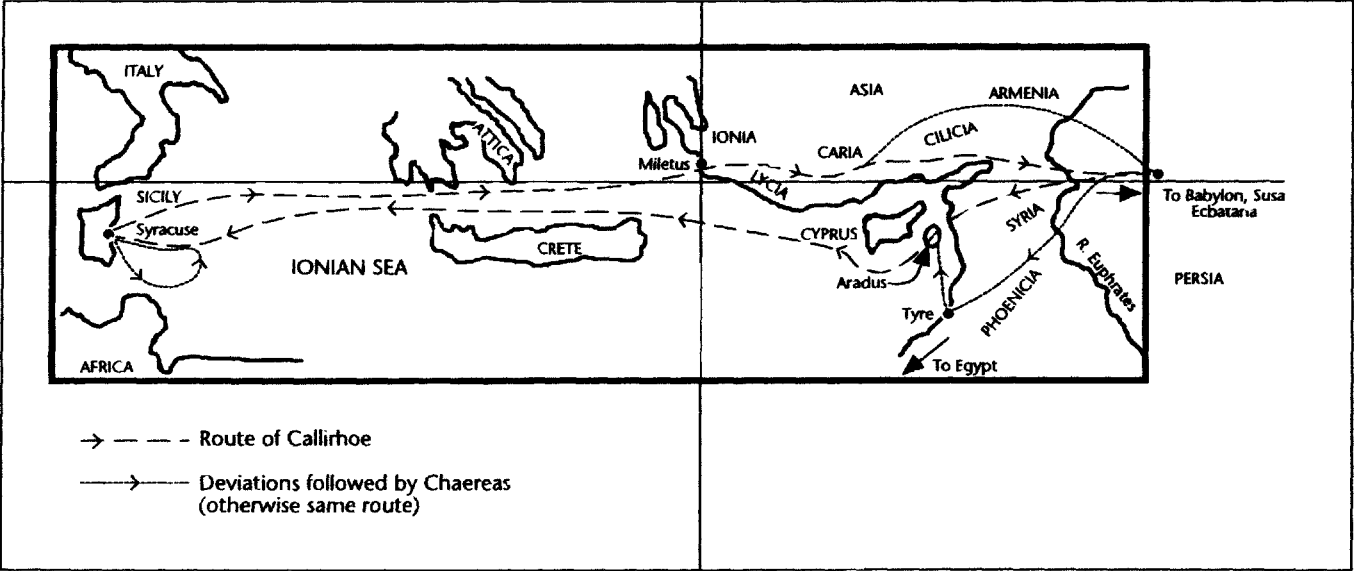 ITALY
ASIA
ARMENIA
ATTICA
IONIA
CILICIA
Miletus
CARIA
LYCIA
SICILY
To Babylon, Susa
Ecbatana
Syracuse
SYRIA
CYPRUS
CRETE
IONIAN SEA
Aradus
R. Euphrates
PERSIA
PHOENICIA
Tyre
AFRICA
To Egypt
Route of Callirhoe
Deviations followed by Chaereas
(otherwise same route)